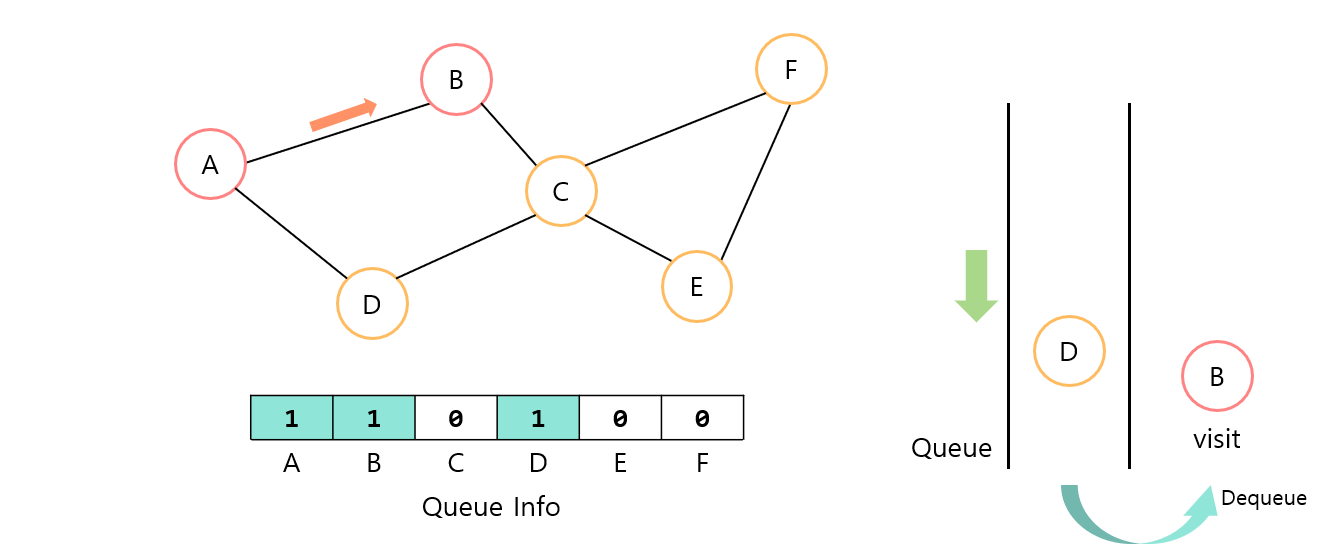 F
B
A
C
D
E
D
B
visit
Queue
Dequeue
1 1 0 1 0 0
A B C D E F
Queue Info